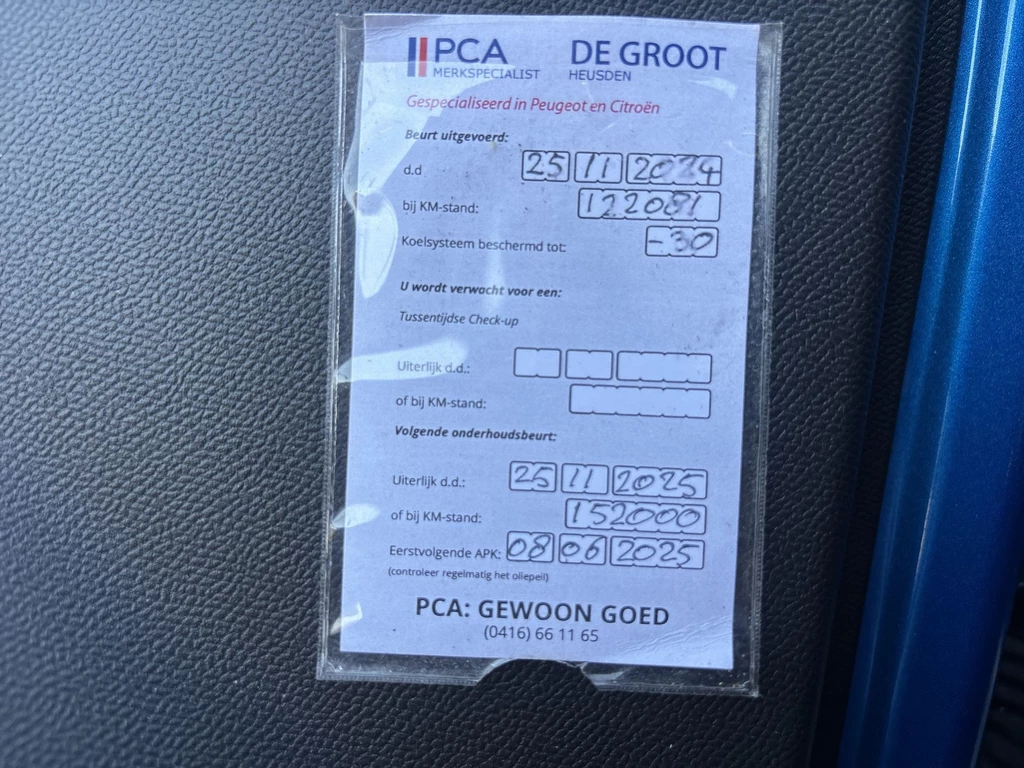 PCA DE GROOT
MERKSPECIALIST HEUSDEN
Gespecialiseerd in Peugeot en Citroën
Beurt uitgevoerd:
d.d 25 11 2024
bij KM-stand: 122081
Koelsysteem beschermd tot: -30
U wordt verwacht voor een:
Tussentijdse Check-up
Uiterlijk d.d.:
of bij KM-stand:
Volgende onderhoudsbeurt:
Uiterlijk d.d.: 25 11 2025
of bij KM-stand: 152000
Eerstvolgende APK: 08 06 2025
(controleer regelmatig het oliepeil)
PCA: GEWOON GOED
(0416) 66 11 65